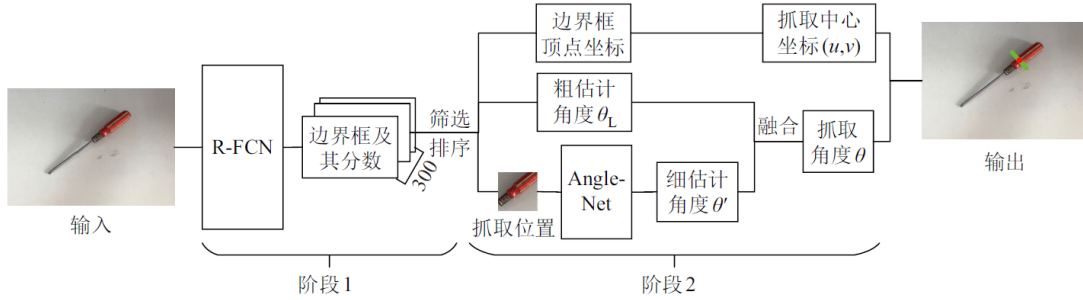 输入
R-FCN
边界框及
其分数
300
筛选
排序
边界框
顶点坐标
粗估计
角度θL
抓取位置
Angle-
Net
细估计
角度θ'
融合
抓取中心
坐标(u,v)
抓取
角度θ
输出
阶段1
阶段2